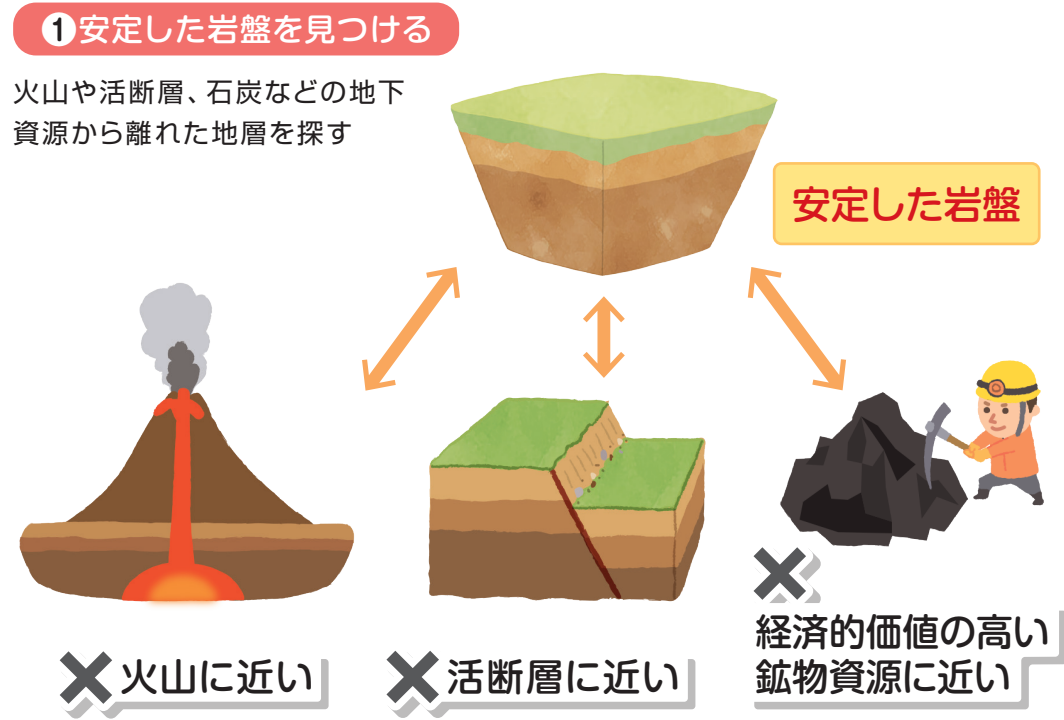 ❶安定した岩盤を見つける
火山や活断層、石炭などの地下
資源から離れた地層を探す
安定した岩盤
✕火山に近い
✕活断層に近い
✕
経済的価値の高い
鉱物資源に近い